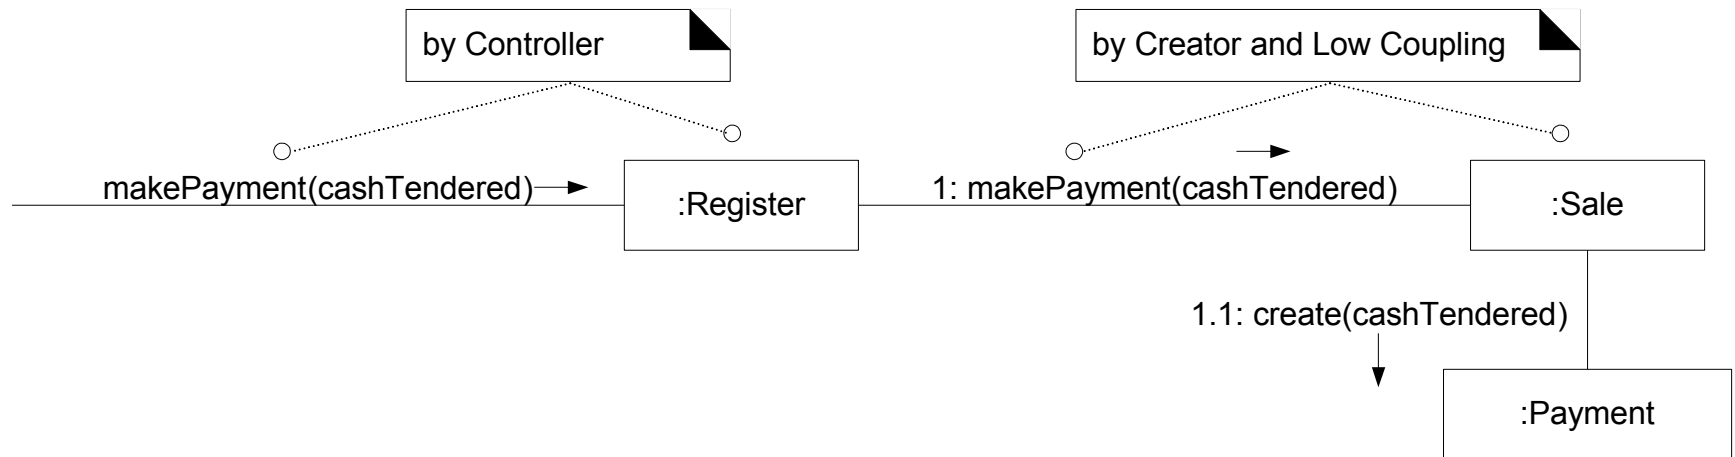 by Controller
by Creator and Low Coupling
makePayment(cashTendered)
:Register
1: makePayment(cashTendered)
:Sale
1.1: create(cashTendered)
:Payment